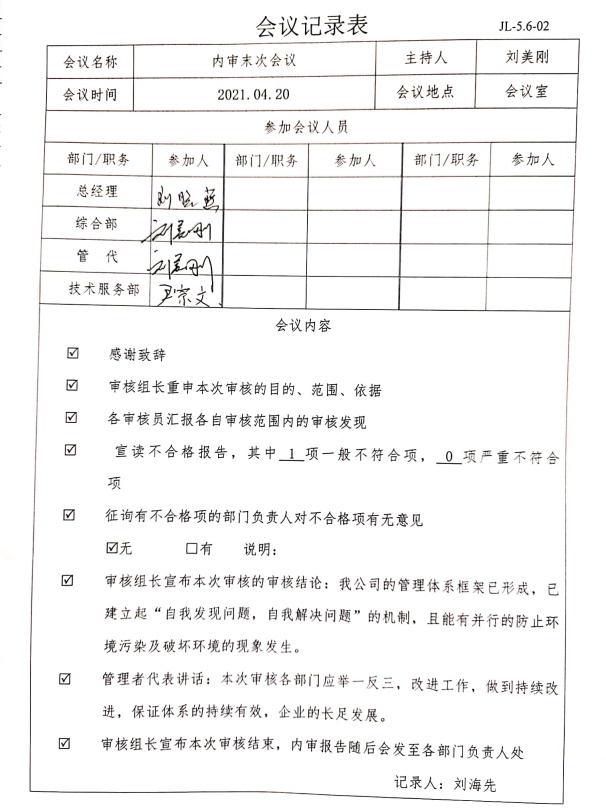 会议记录表 JL-5.6-02
会议名称 内审末次会议 主持人 刘美刚
会议时间 2021.04.20 会议地点 会议室
参加会议人员
部门/职务 参加人 部门/职务 参加人 部门/职务 参加人
总经理 刘晓燕
综合部 刘美刚
管 代 刘美刚
技术服务部 尹宗文
会议内容
☑ 感谢致辞
☑ 审核组长重申本次审核的目的、范围、依据
☑ 各审核员汇报各自审核范围内的审核发现
☑ 宣读不合格报告，其中 1 项一般不符合项， 0 项严重不符合
项
☑ 征询有不合格项的部门负责人对不合格项有无意见
☑无 □有 说明：
☑ 审核组长宣布本次审核的审核结论：我公司的管理体系框架已形成，已
建立起“自我发现问题，自我解决问题”的机制，且能有并行的防止环
境污染及破坏环境的现象发生。
☑ 管理者代表讲话：本次审核各部门应举一反三，改进工作，做到持续改
进，保证体系的持续有效，企业的长足发展。
☑ 审核组长宣布本次审核结束，内审报告随后会发至各部门负责人处
记录人：刘海先